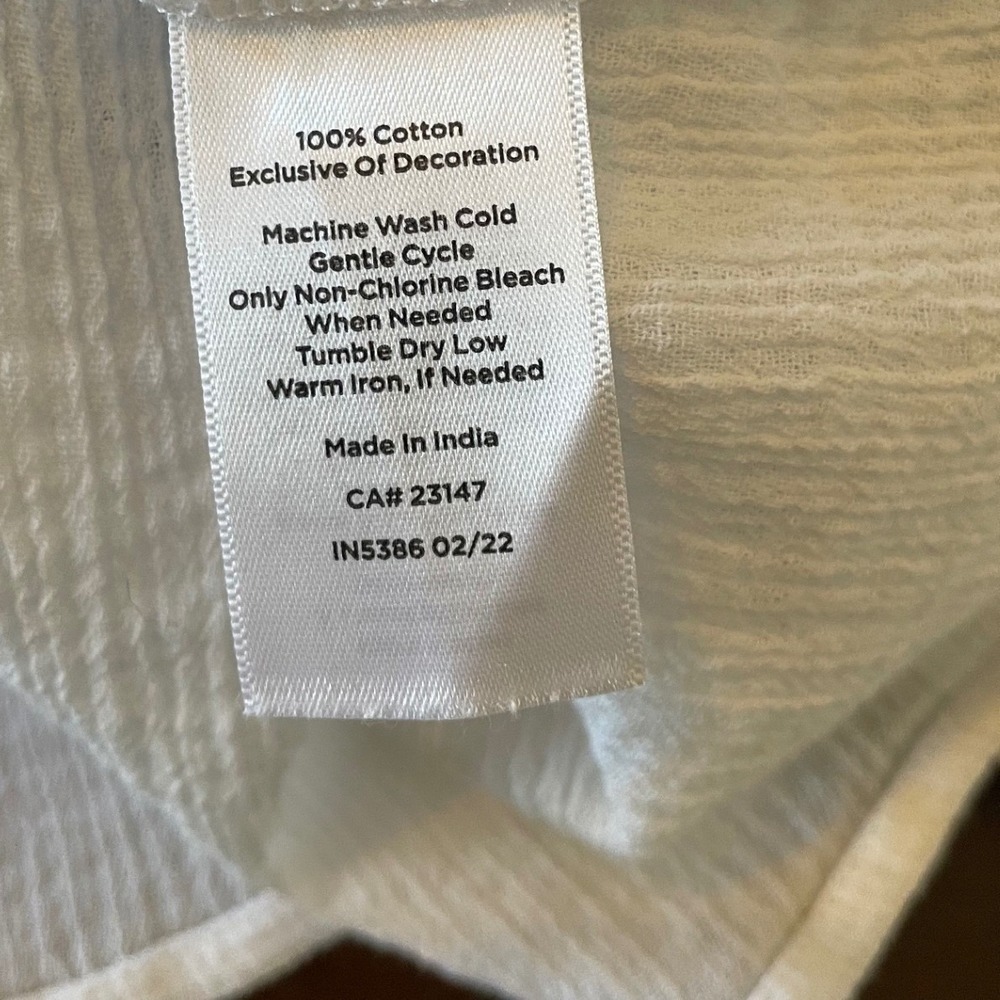 100% Cotton
Exclusive Of Decoration
Machine Wash Cold
Gentle Cycle
Only Non-Chlorine Bleach
When Needed
Tumble Dry Low
Warm Iron, If Needed
Made In India
CA# 23147
IN5386 02/22